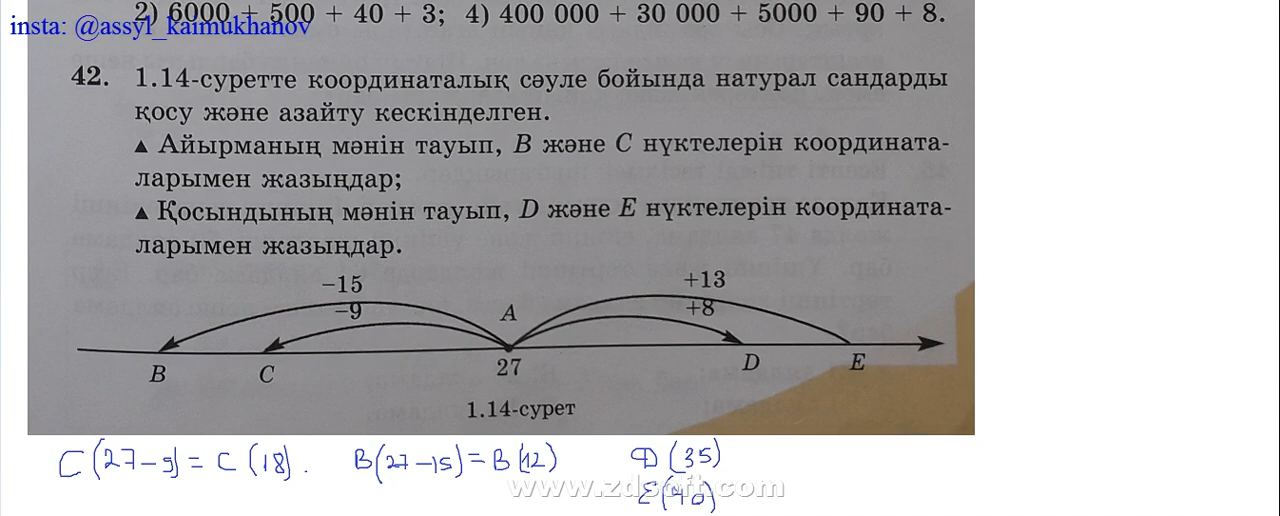 2) 6000 + 500 + 40 + 3; 4) 400 000 + 30 000 + 5000 + 90 + 8.
insta: @assyl_kaimukhanov
42. 1.14-суретте координаталық сәуле бойында натурал сандарды
қосу және азайту кескінделген.
▲ Айырманың мәнін тауып, B және C нүктелерін координата-
ларымен жазыңдар;
▲ Қосындының мәнін тауып, D және E нүктелерін координата-
ларымен жазыңдар.
−15 +13
−9 A +8
B C 27 D E
1.14-сурет
C(27−9) = C(18). B(27−15) = B(12) D(35)
www.zdsoft.com
E(40)